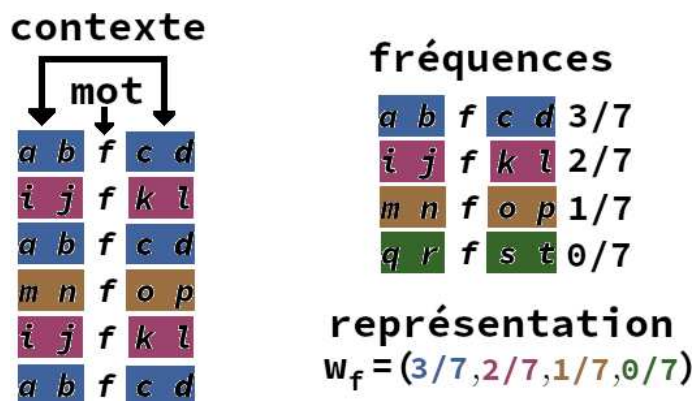 contexte
mot
a b f c d
i j f k l
a b f c d
m n f o p
i j f k l
a b f c d
fréquences
a b f c d 3/7
i j f k l 2/7
m n f o p 1/7
q r f s t 0/7
représentation
w_f = (3/7,2/7,1/7,0/7)